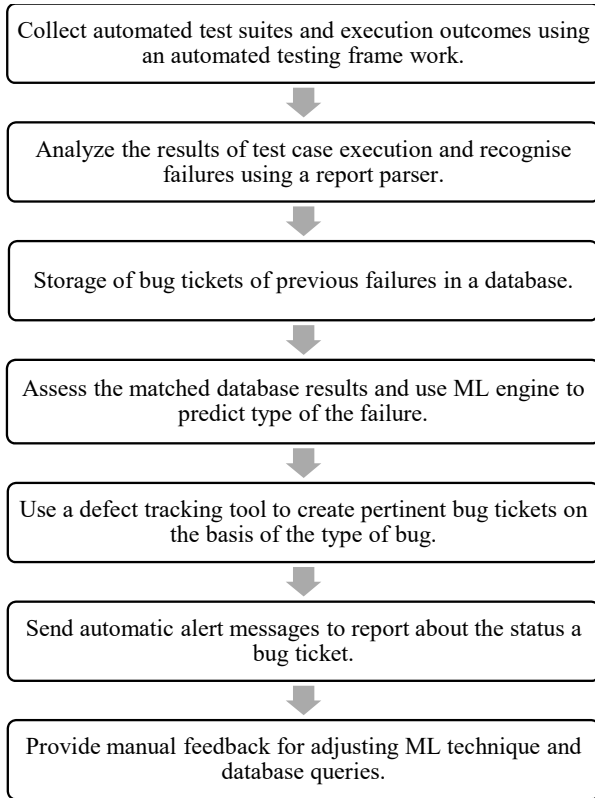 Collect automated test suites and execution outcomes using
an automated testing frame work.
Analyze the results of test case execution and recognise
failures using a report parser.
Storage of bug tickets of previous failures in a database.
Assess the matched database results and use ML engine to
predict type of the failure.
Use a defect tracking tool to create pertinent bug tickets on
the basis of the type of bug.
Send automatic alert messages to report about the status a
bug ticket.
Provide manual feedback for adjusting ML technique and
database queries.